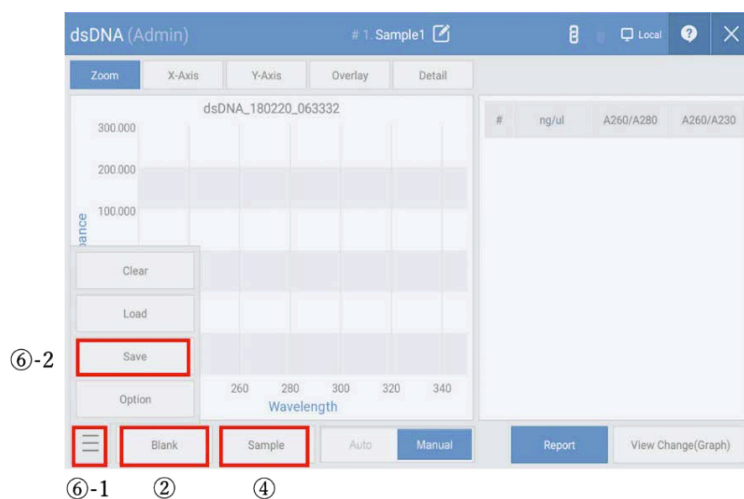 dsDNA (Admin) # 1. Sample1 Local ?
Zoom X-Axis Y-Axis Overlay Detail
dsDNA_180220_063332
# ng/ul A260/A280 A260/A230
300.000
200.000
100.000
bance
Clear
Load
⑥-2 Save
Option
260 280 300 320 340
Wavelength
Blank Sample Auto Manual Report View Change(Graph)
⑥-1 ② ④